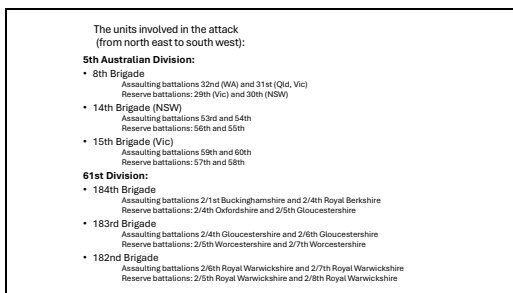 The units involved in the attack
(from north east to south west):
5th Australian Division:
• 8th Brigade
Assaulting battalions 32nd (WA) and 31st (Qld, Vic)
Reserve battalions: 29th (Vic) and 30th (NSW)
• 14th Brigade (NSW)
Assaulting battalions 53rd and 54th
Reserve battalions: 56th and 55th
• 15th Brigade (Vic)
Assaulting battalions 59th and 60th
Reserve battalions: 57th and 58th
61st Division:
• 184th Brigade
Assaulting battalions 2/1st Buckinghamshire and 2/4th Royal Berkshire
Reserve battalions: 2/4th Oxfordshire and 2/5th Gloucestershire
• 183rd Brigade
Assaulting battalions 2/4th Gloucestershire and 2/6th Gloucestershire
Reserve battalions: 2/5th Worcestershire and 2/7th Worcestershire
• 182nd Brigade
Assaulting battalions 2/6th Royal Warwickshire and 2/7th Royal Warwickshire
Reserve battalions: 2/5th Royal Warwickshire and 2/8th Royal Warwickshire